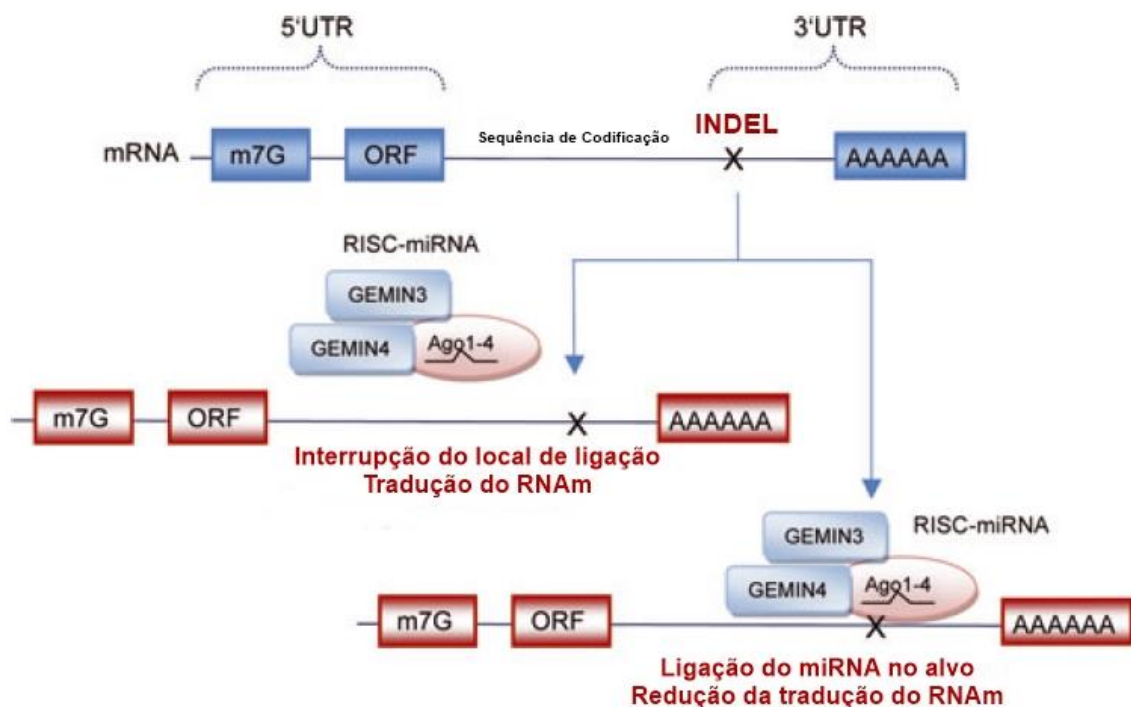 5'UTR
3'UTR
mRNA
m7G
ORF
Sequência de Codificação
INDEL
X
AAAAAA
RISC-miRNA
GEMIN3
GEMIN4
Ago1-4
m7G
ORF
X
AAAAAA
Interrupção do local de ligação
Tradução do RNAm
GEMIN3
RISC-miRNA
GEMIN4
Ago1-4
m7G
ORF
X
AAAAAA
Ligação do miRNA no alvo
Redução da tradução do RNAm